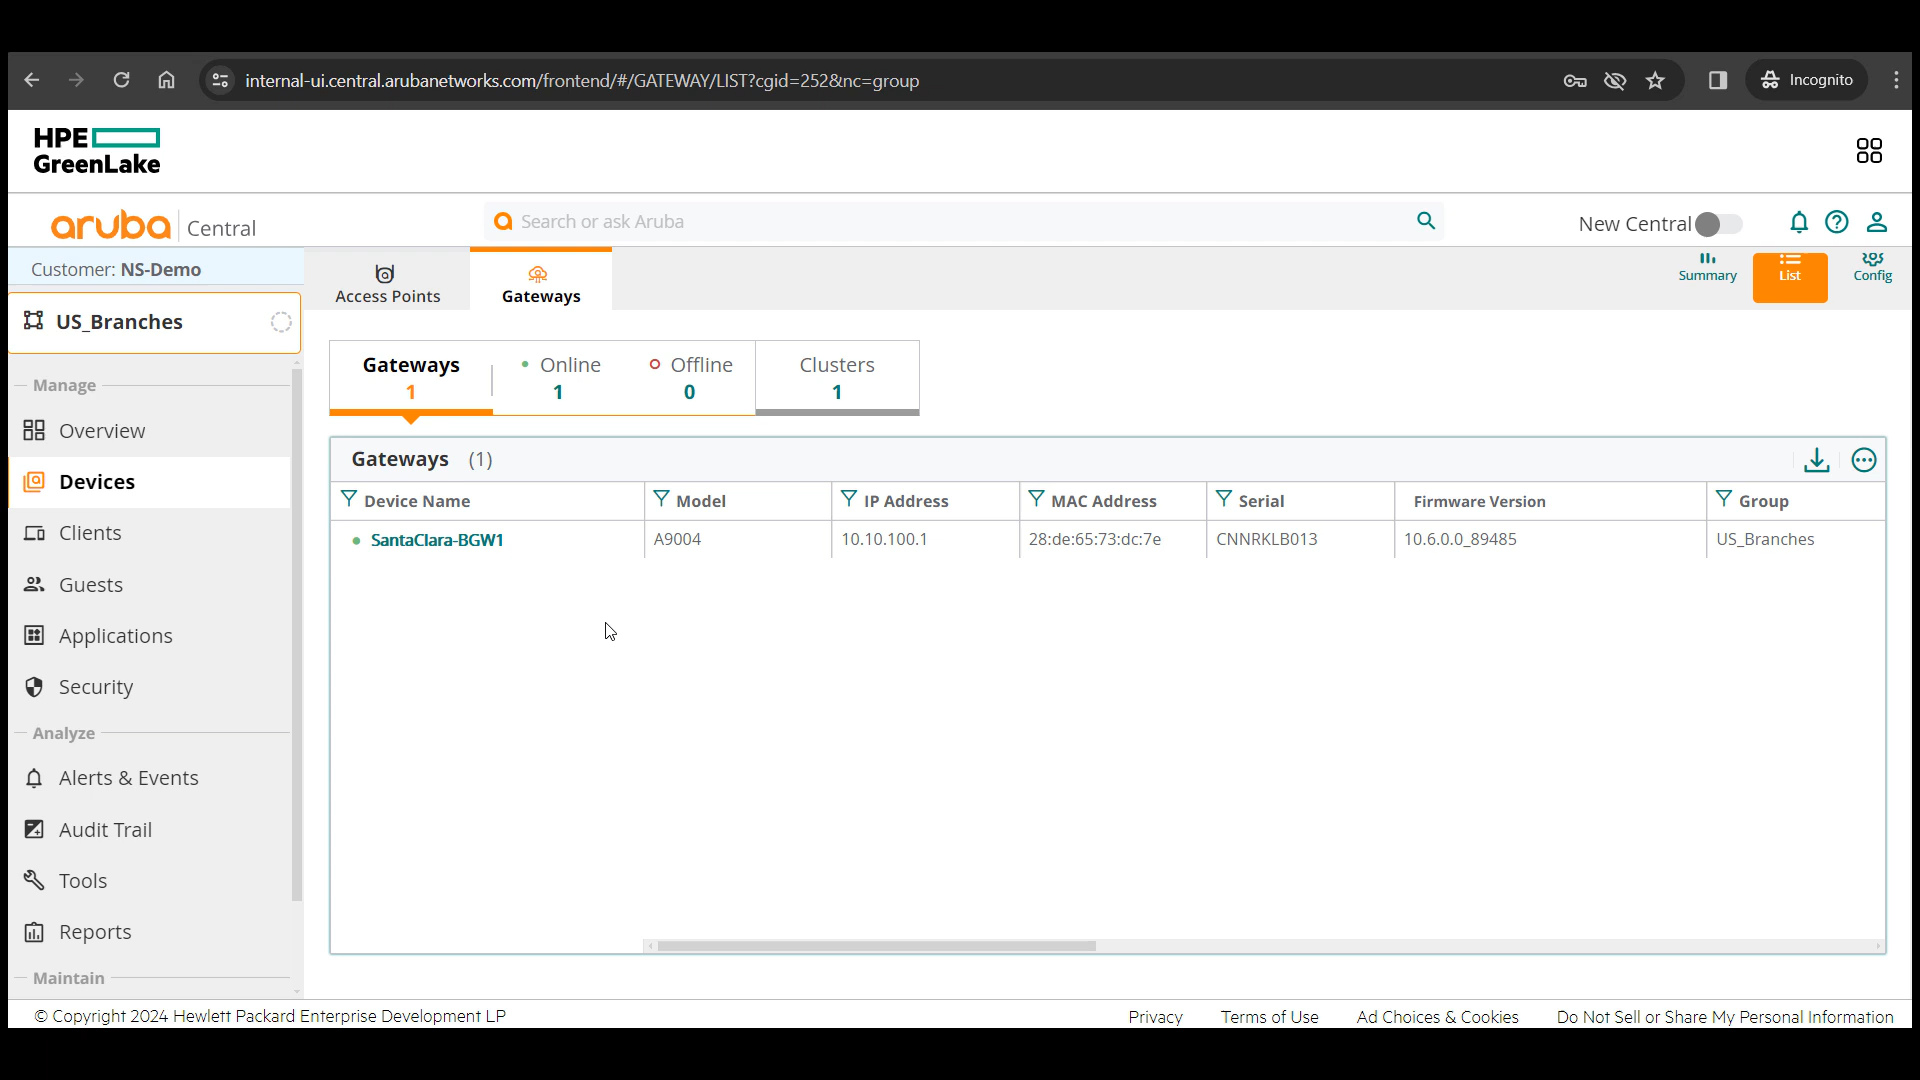 internal-ui.central.arubanetworks.com/frontend/#/GATEWAY/LIST?cgid=252&nc=group
Incognito
HPE
GreenLake
aruba Central
Search or ask Aruba
New Central
Customer: NS-Demo
Access Points
Gateways
Summary
List
Config
US_Branches
Manage
Overview
Devices
Clients
Guests
Applications
Security
Analyze
Alerts & Events
Audit Trail
Tools
Reports
Maintain
Gateways Online Offline Clusters
1 1 0 1
Gateways (1)
Device Name Model IP Address MAC Address Serial Firmware Version Group
SantaClara-BGW1 A9004 10.10.100.1 28:de:65:73:dc:7e CNNRKLB013 10.6.0.0_89485 US_Branches
© Copyright 2024 Hewlett Packard Enterprise Development LP
Privacy Terms of Use Ad Choices & Cookies Do Not Sell or Share My Personal Information